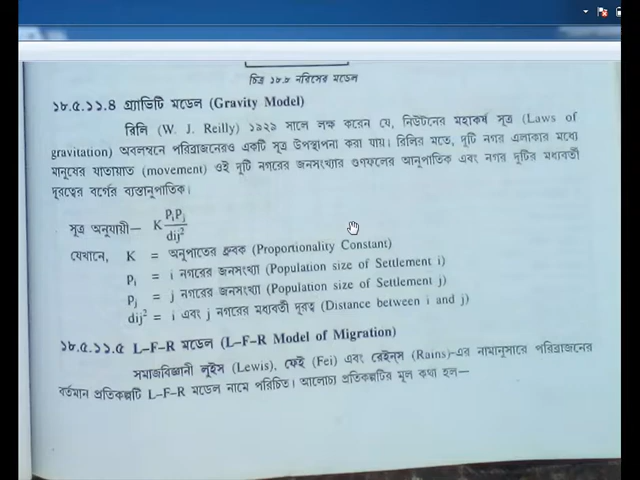 চিত্র ১৮.৮ নরিসের মডেল
১৮.৫.১১.৪ গ্র্যাভিটি মডেল (Gravity Model)
রিলি (W. J. Reilly) ১৯২৯ সালে লক্ষ করেন যে, নিউটনের মহাকর্ষ সূত্র (Laws of
gravitation) অবলম্বনে পরিব্রাজনেরও একটি সূত্র উপস্থাপনা করা যায়। রিলির মতে, দুটি নগর এলাকার মধ্যে
মানুষের যাতায়াত (movement) ওই দুটি নগরের জনসংখ্যার গুণফলের আনুপাতিক এবং নগর দুটির মধ্যবর্তী
দূরত্বের বর্গের ব্যস্তানুপাতিক।
সূত্র অনুযায়ী— K PᵢPⱼ
dij²
যেখানে, K = অনুপাতের ধ্রুবক (Proportionality Constant)
Pᵢ = i নগরের জনসংখ্যা (Population size of Settlement i)
Pⱼ = j নগরের জনসংখ্যা (Population size of Settlement j)
dij² = i এবং j নগরের মধ্যবর্তী দূরত্ব (Distance between i and j)
১৮.৫.১১.৫ L–F–R মডেল (L–F–R Model of Migration)
সমাজবিজ্ঞানী লুইস (Lewis), ফেই (Fei) এবং রেইনস (Rains)-এর নামানুসারে পরিব্রাজনের
বর্তমান প্রতিকল্পটি L–F–R মডেল নামে পরিচিত। আলোচ্য প্রতিকল্পটির মূল কথা হল—